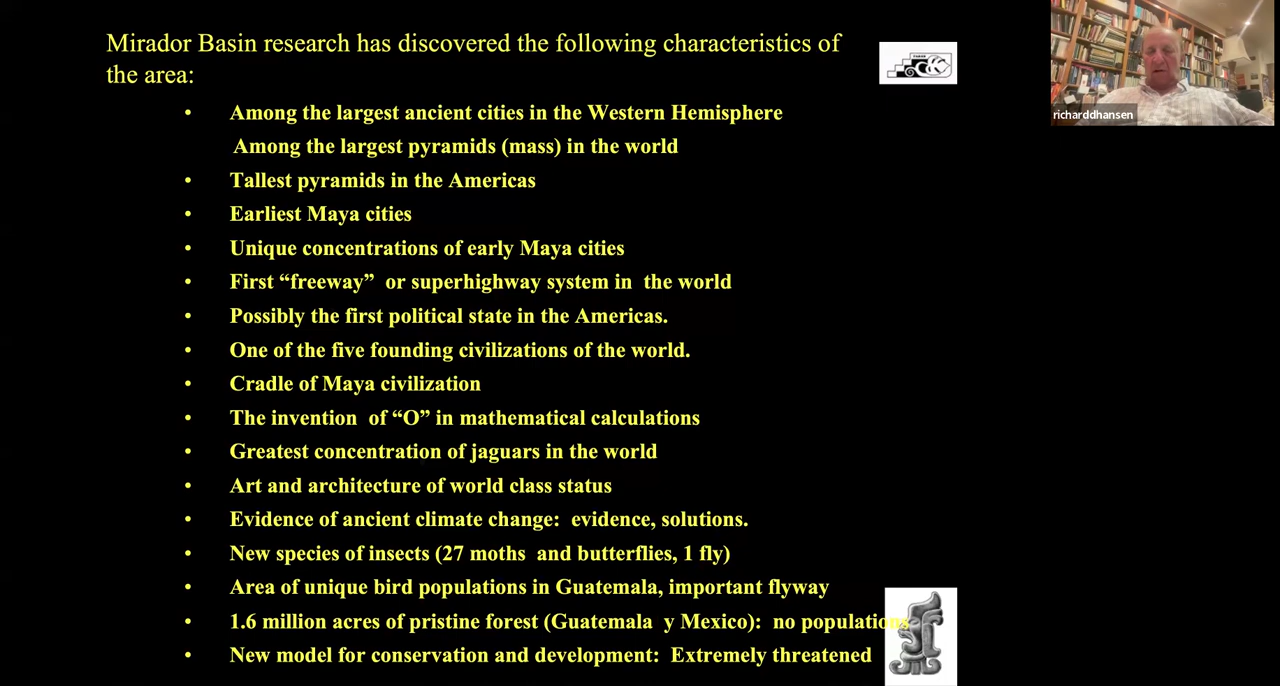 Mirador Basin research has discovered the following characteristics of
the area:
• Among the largest ancient cities in the Western Hemisphere
Among the largest pyramids (mass) in the world
• Tallest pyramids in the Americas
• Earliest Maya cities
• Unique concentrations of early Maya cities
• First “freeway” or superhighway system in the world
• Possibly the first political state in the Americas.
• One of the five founding civilizations of the world.
• Cradle of Maya civilization
• The invention of “O” in mathematical calculations
• Greatest concentration of jaguars in the world
• Art and architecture of world class status
• Evidence of ancient climate change: evidence, solutions.
• New species of insects (27 moths and butterflies, 1 fly)
• Area of unique bird populations in Guatemala, important flyway
• 1.6 million acres of pristine forest (Guatemala y Mexico): no populations
• New model for conservation and development: Extremely threatened
richarddhansen